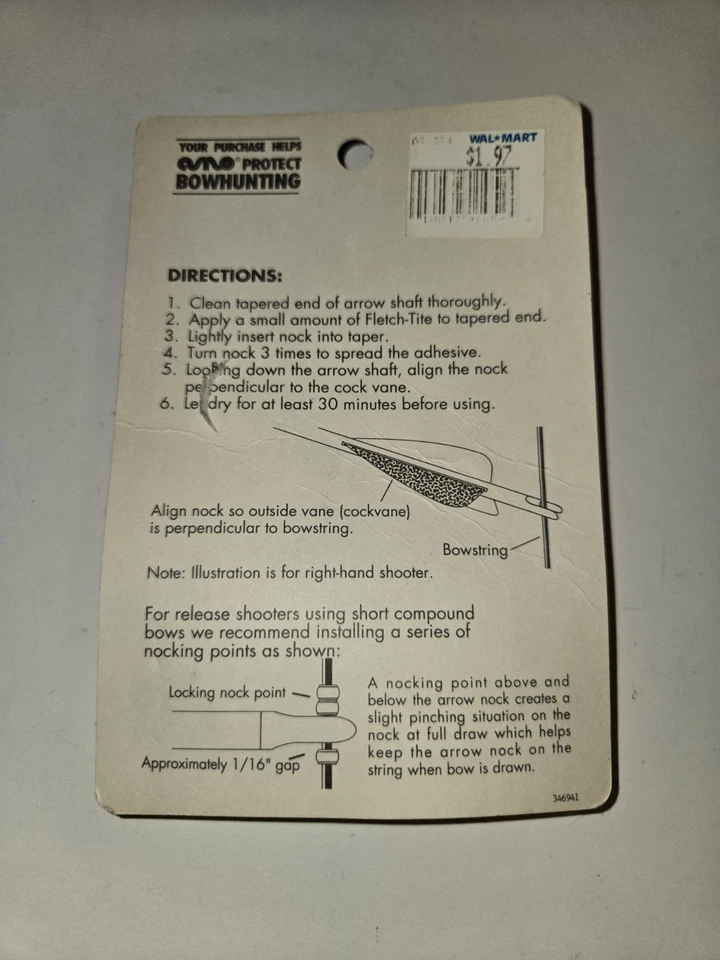 YOUR PURCHASE HELPS
AMO® PROTECT
BOWHUNTING
WAL★MART
$1.97
DIRECTIONS:
1. Clean tapered end of arrow shaft thoroughly.
2. Apply a small amount of Fletch-Tite to tapered end.
3. Lightly insert nock into taper.
4. Turn nock 3 times to spread the adhesive.
5. Looking down the arrow shaft, align the nock
perpendicular to the cock vane.
6. Let dry for at least 30 minutes before using.
Align nock so outside vane (cockvane)
is perpendicular to bowstring.
Bowstring
Note: Illustration is for right-hand shooter.
For release shooters using short compound
bows we recommend installing a series of
nocking points as shown:
Locking nock point
Approximately 1/16" gap
A nocking point above and
below the arrow nock creates a
slight pinching situation on the
nock at full draw which helps
keep the arrow nock on the
string when bow is drawn.
346941